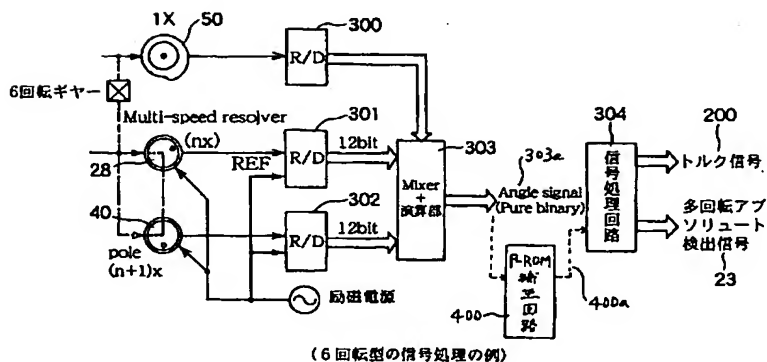 1X
50
300
R/D
6回転ギヤー
Multi-speed resolver
(nx)
28
REF
301
R/D
12bit
303
Mixer
+
演算部
303a
Angle signal
(Pure binary)
304
信号処理回路
200
トルク信号
多回転アブ
ソリュート
検出信号
23
40
pole
(n+1)x
302
R/D
12bit
励磁電源
400
P-ROM
補正回路
400a
(6回転型の信号処理の例)